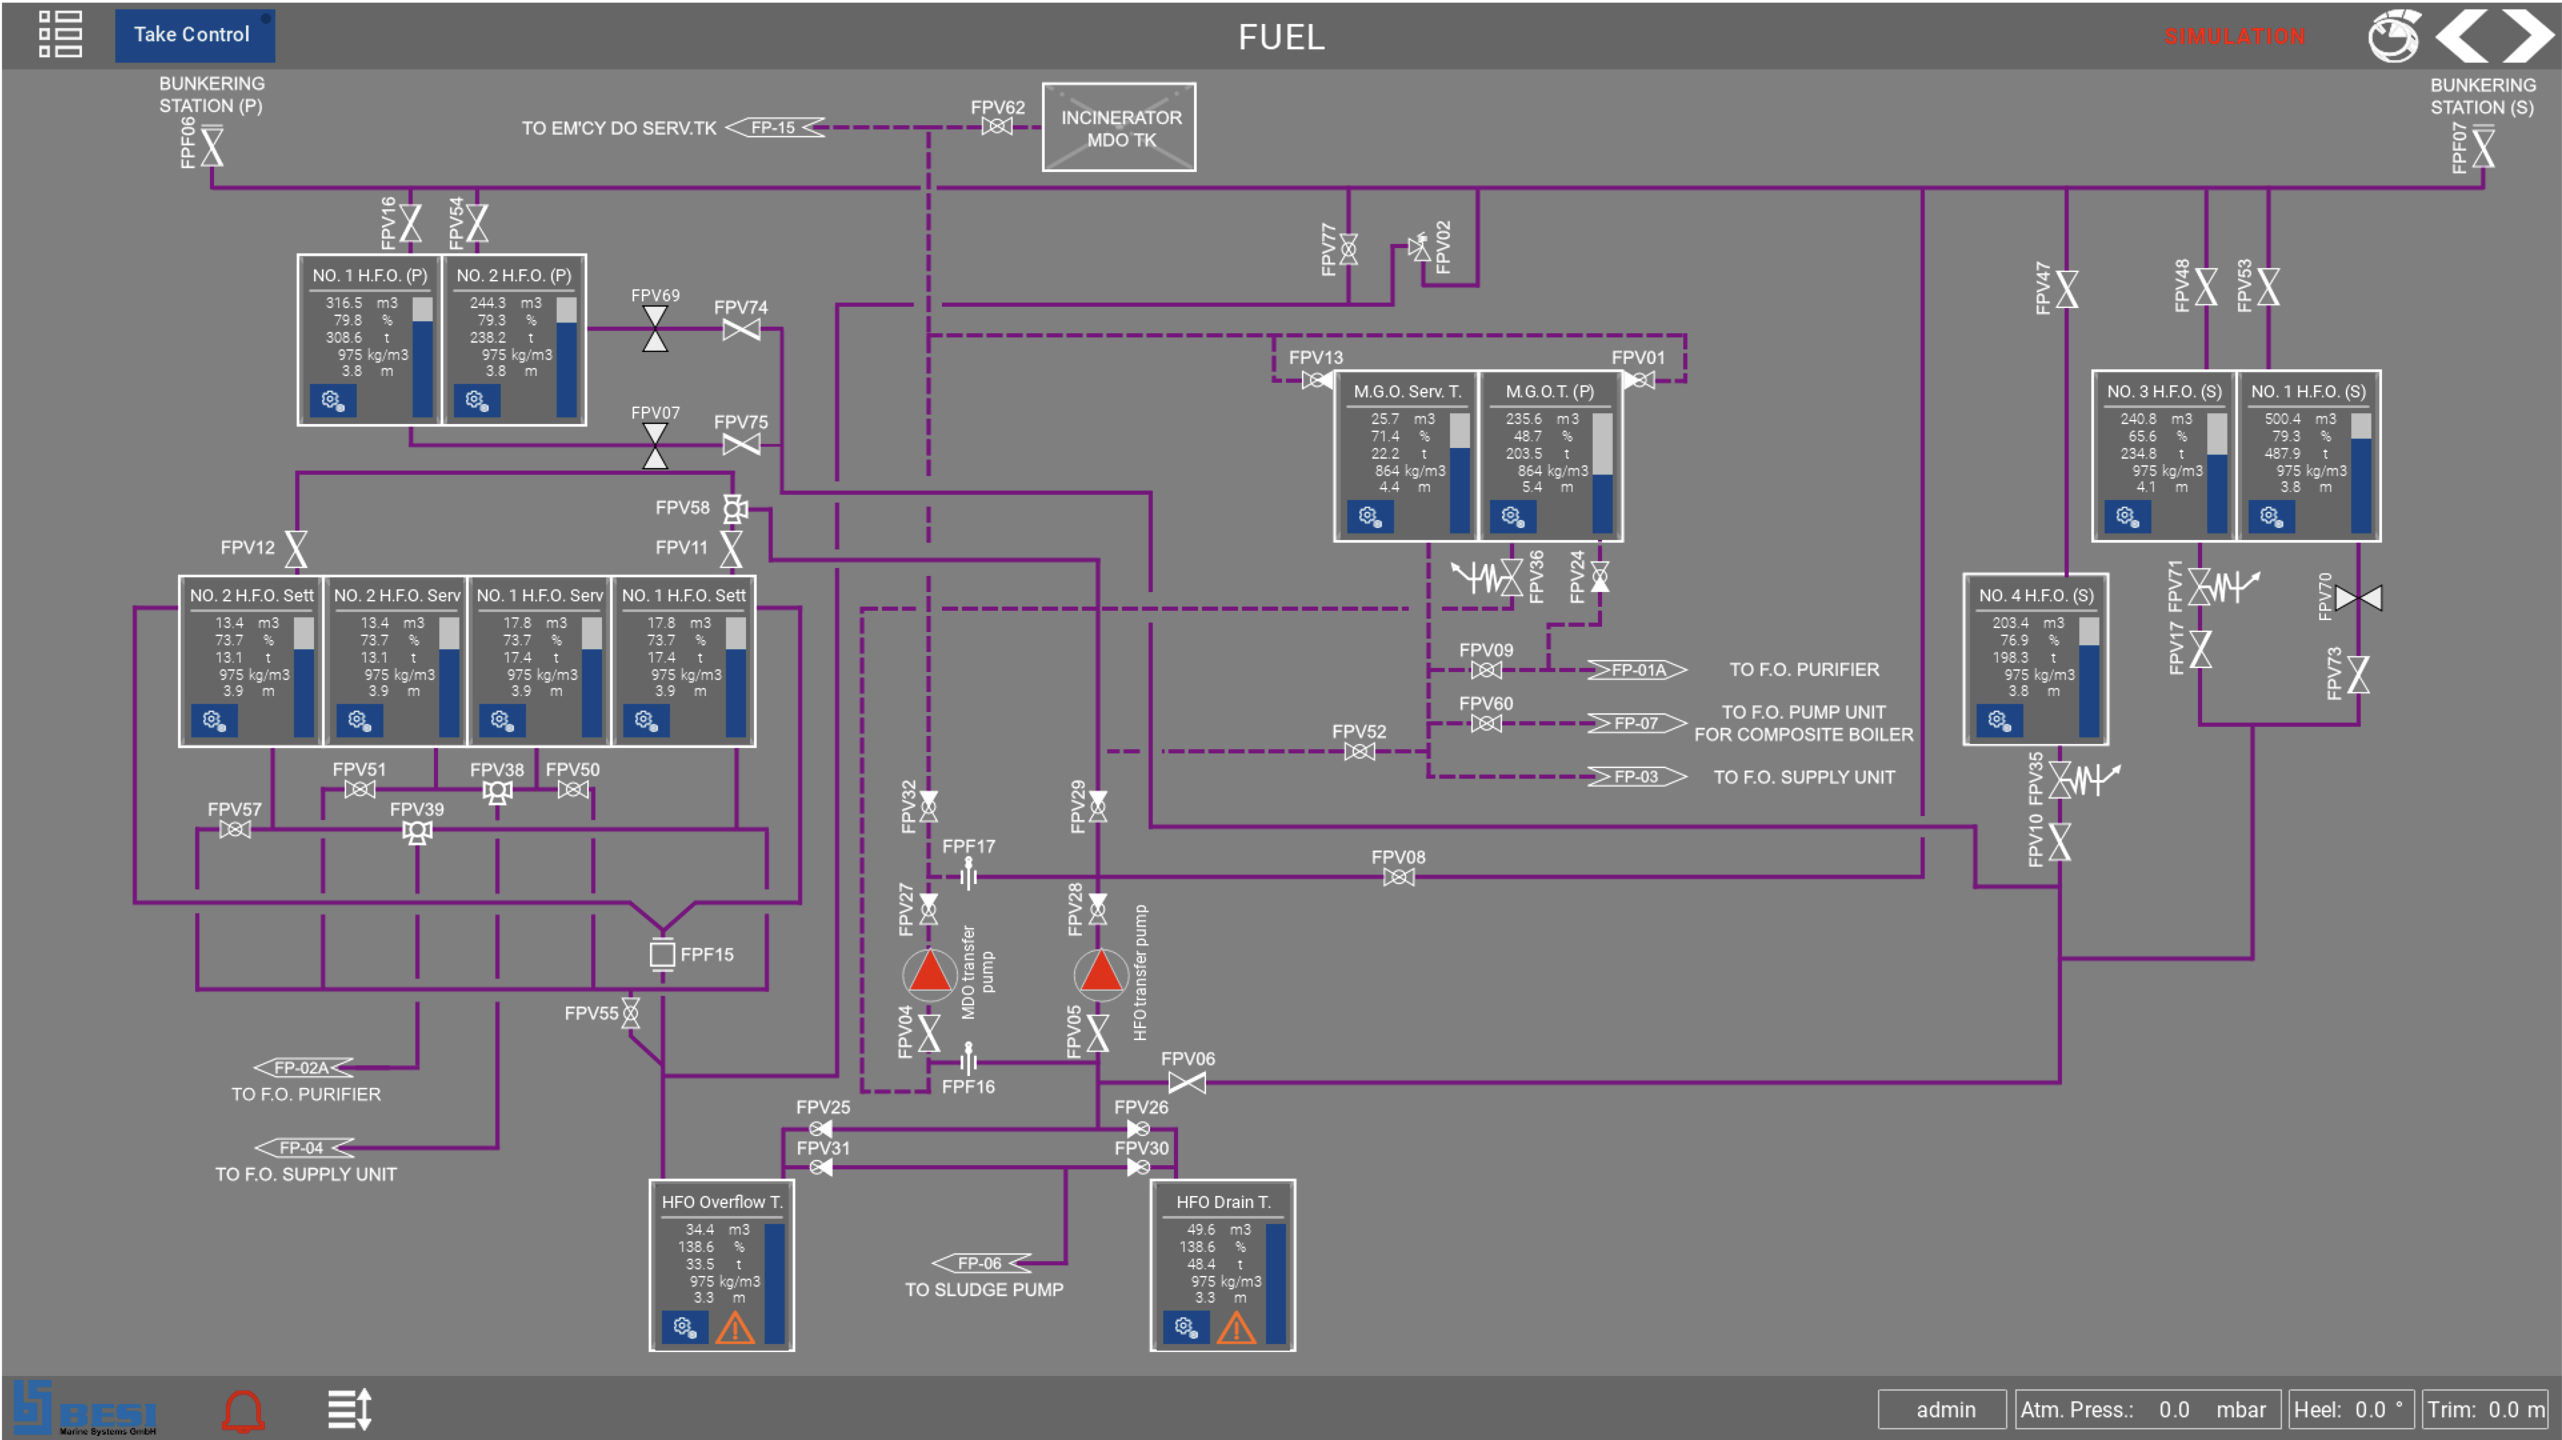 Take Control
FUEL
SIMULATION
BUNKERING
STATION (P)
FPF06
TO EM'CY DO SERV.TK
FP-15
FPV62
INCINERATOR
MDO TK
BUNKERING
STATION (S)
FPF07
FPV16
FPV54
FPV77
FPV02
FPV47
FPV48
FPV53
NO. 1 H.F.O. (P)
316.5 m3
79.8 %
308.6 t
975 kg/m3
3.8 m
NO. 2 H.F.O. (P)
244.3 m3
79.3 %
238.2 t
975 kg/m3
3.8 m
FPV69
FPV74
FPV07
FPV75
FPV13
FPV01
M.G.O. Serv. T.
25.7 m3
71.4 %
22.2 t
864 kg/m3
4.4 m
M.G.O.T. (P)
235.6 m3
48.7 %
203.5 t
864 kg/m3
5.4 m
NO. 3 H.F.O. (S)
240.8 m3
65.6 %
234.8 t
975 kg/m3
4.1 m
NO. 1 H.F.O. (S)
500.4 m3
79.3 %
487.9 t
975 kg/m3
3.8 m
FPV58
FPV12
FPV11
FPV36
FPV24
FPV71
FPV70
FPV17
FPV73
NO. 2 H.F.O. Sett
13.4 m3
73.7 %
13.1 t
975 kg/m3
3.9 m
NO. 2 H.F.O. Serv
13.4 m3
73.7 %
13.1 t
975 kg/m3
3.9 m
NO. 1 H.F.O. Serv
17.8 m3
73.7 %
17.4 t
975 kg/m3
3.9 m
NO. 1 H.F.O. Sett
17.8 m3
73.7 %
17.4 t
975 kg/m3
3.9 m
NO. 4 H.F.O. (S)
203.4 m3
76.9 %
198.3 t
975 kg/m3
3.8 m
FPV09
FP-01A
TO F.O. PURIFIER
FPV60
FP-07
TO F.O. PUMP UNIT
FOR COMPOSITE BOILER
FPV52
FP-03
TO F.O. SUPPLY UNIT
FPV51
FPV38
FPV50
FPV57
FPV39
FPV32
FPV29
FPV35
FPV10
FPF17
FPV08
FPV27
FPV28
FPF15
MDO transfer
pump
HFO transfer pump
FPV55
FPV04
FPV05
FPF16
FPV06
FP-02A
TO F.O. PURIFIER
FP-04
TO F.O. SUPPLY UNIT
FPV25
FPV26
FPV31
FPV30
HFO Overflow T.
34.4 m3
138.6 %
33.5 t
975 kg/m3
3.3 m
FP-06
TO SLUDGE PUMP
HFO Drain T.
49.6 m3
138.6 %
48.4 t
975 kg/m3
3.3 m
BESI
Marine Systems GmbH
admin
Atm. Press.: 0.0 mbar
Heel: 0.0 °
Trim: 0.0 m